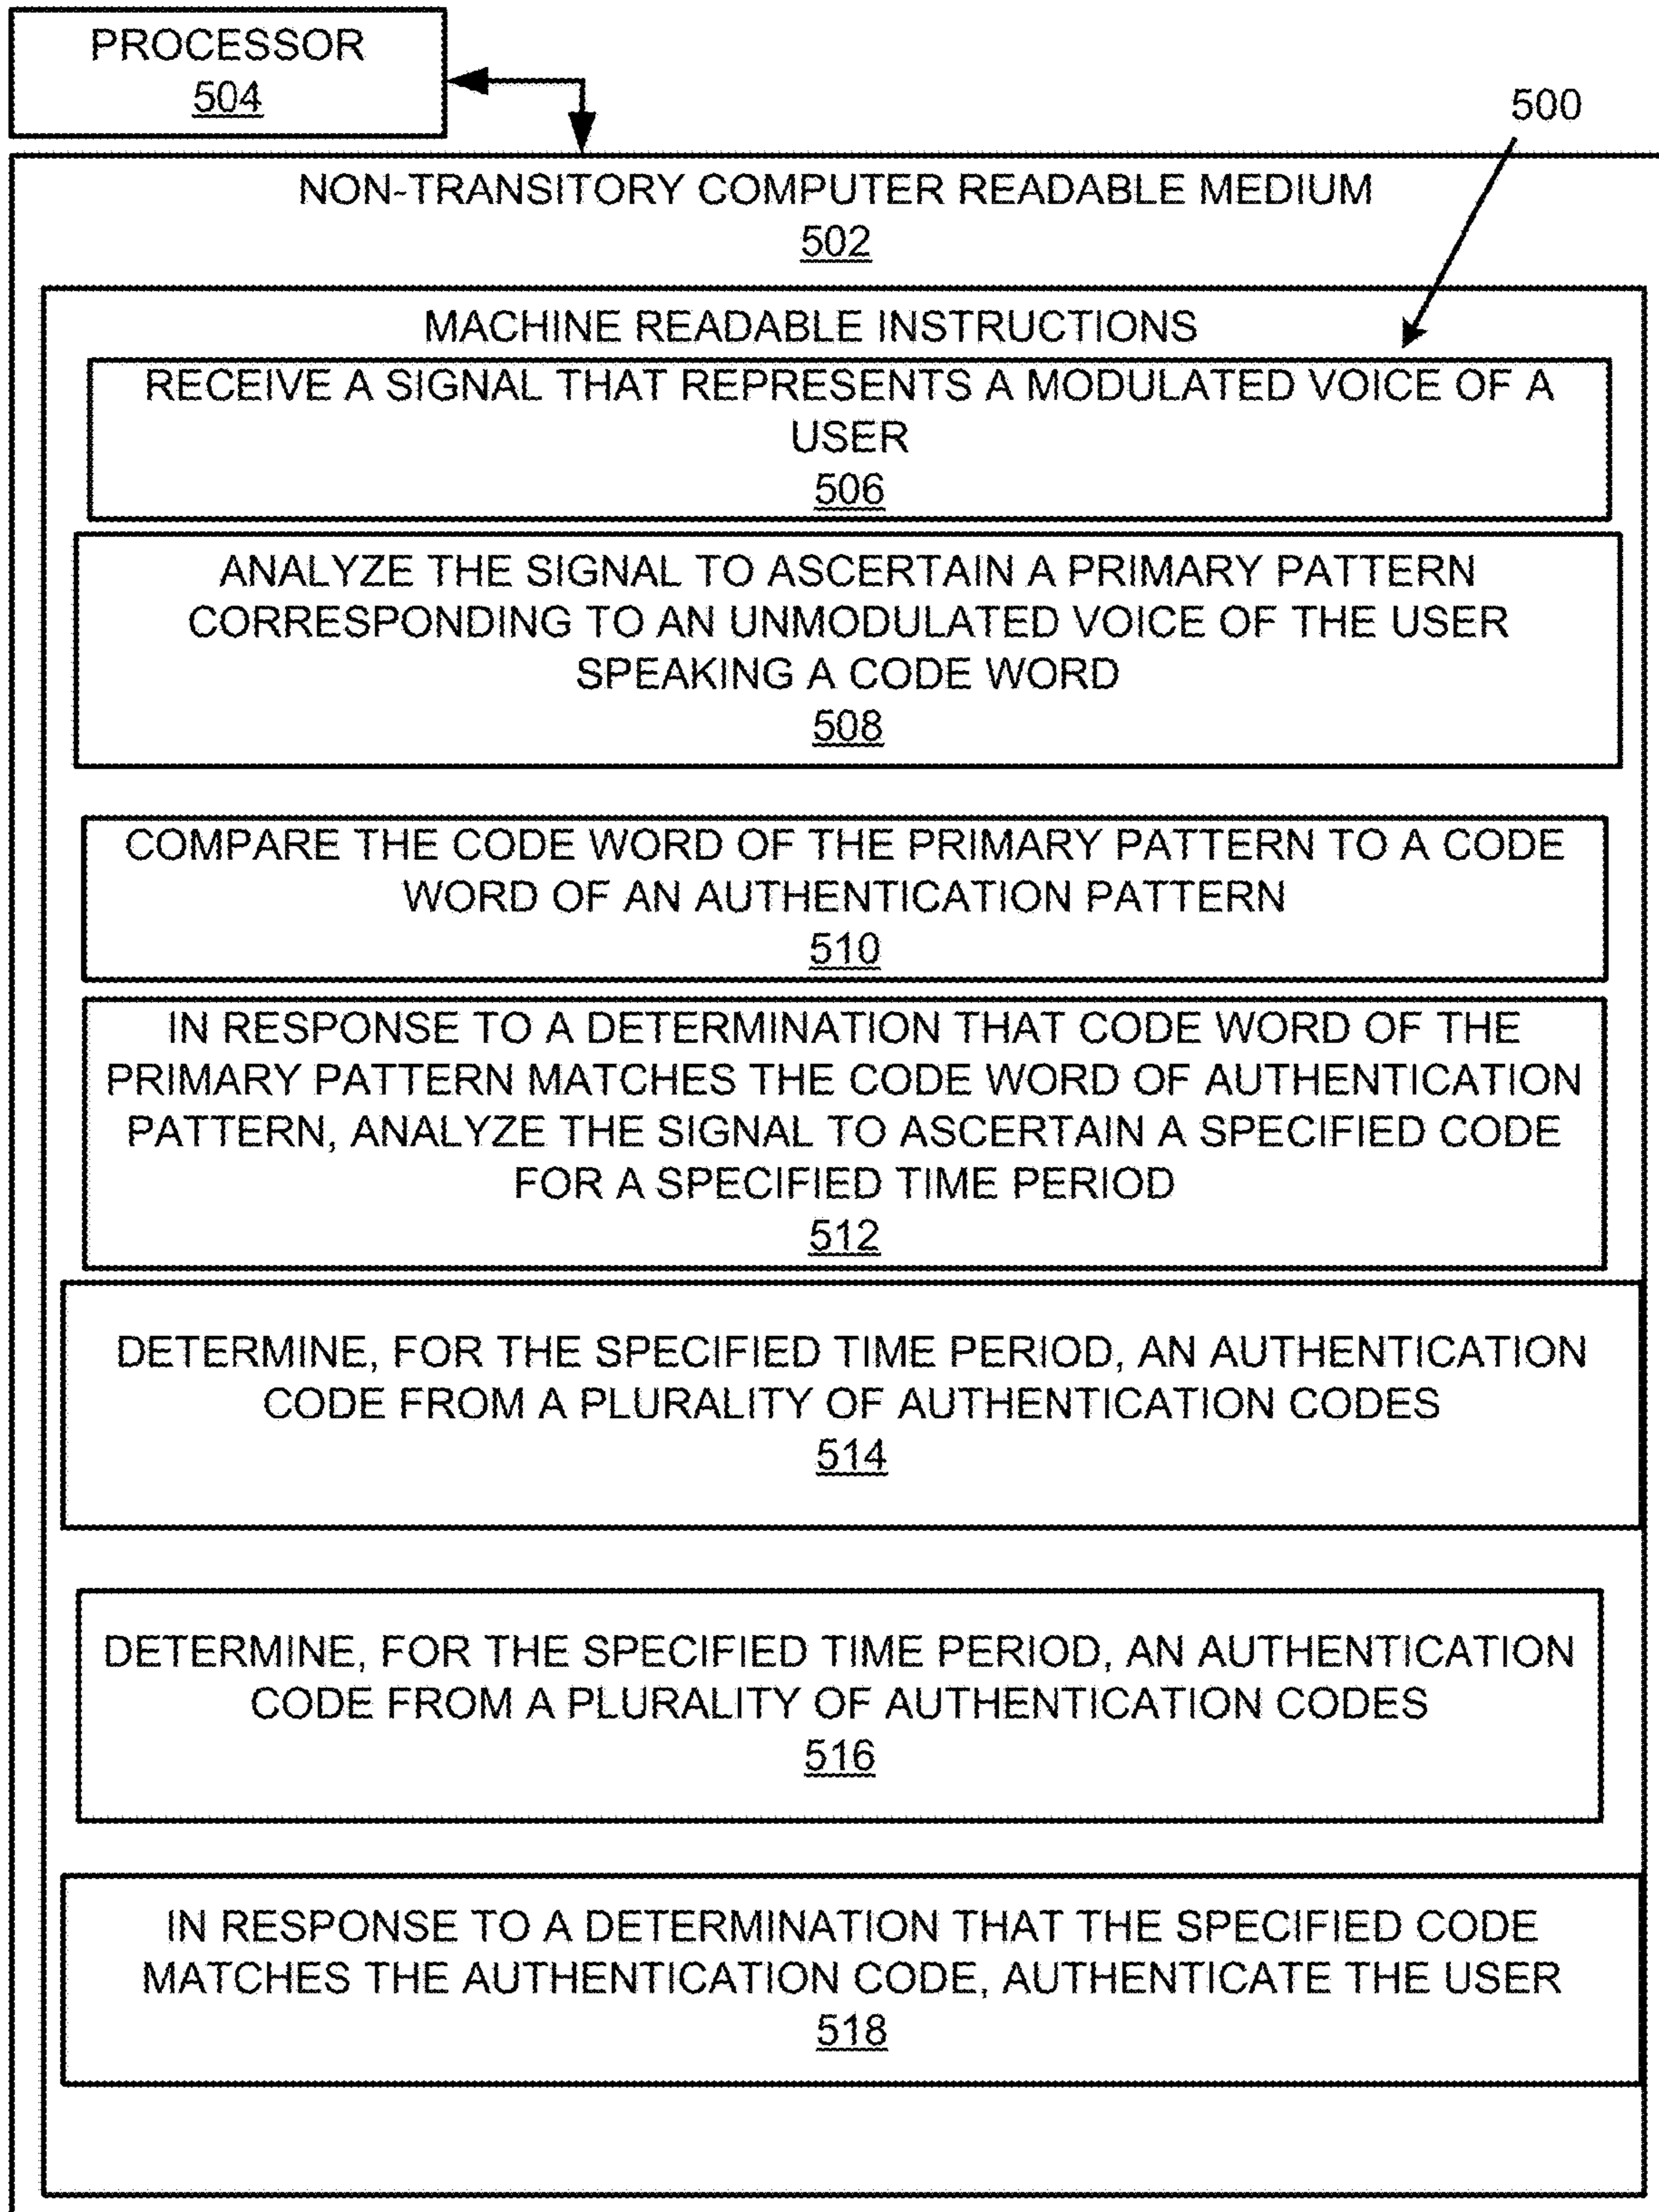 PROCESSOR
504
500
NON-TRANSITORY COMPUTER READABLE MEDIUM
502
MACHINE READABLE INSTRUCTIONS
RECEIVE A SIGNAL THAT REPRESENTS A MODULATED VOICE OF A
USER
506
ANALYZE THE SIGNAL TO ASCERTAIN A PRIMARY PATTERN
CORRESPONDING TO AN UNMODULATED VOICE OF THE USER
SPEAKING A CODE WORD
508
COMPARE THE CODE WORD OF THE PRIMARY PATTERN TO A CODE
WORD OF AN AUTHENTICATION PATTERN
510
IN RESPONSE TO A DETERMINATION THAT CODE WORD OF THE
PRIMARY PATTERN MATCHES THE CODE WORD OF AUTHENTICATION
PATTERN, ANALYZE THE SIGNAL TO ASCERTAIN A SPECIFIED CODE
FOR A SPECIFIED TIME PERIOD
512
DETERMINE, FOR THE SPECIFIED TIME PERIOD, AN AUTHENTICATION
CODE FROM A PLURALITY OF AUTHENTICATION CODES
514
DETERMINE, FOR THE SPECIFIED TIME PERIOD, AN AUTHENTICATION
CODE FROM A PLURALITY OF AUTHENTICATION CODES
516
IN RESPONSE TO A DETERMINATION THAT THE SPECIFIED CODE
MATCHES THE AUTHENTICATION CODE, AUTHENTICATE THE USER
518